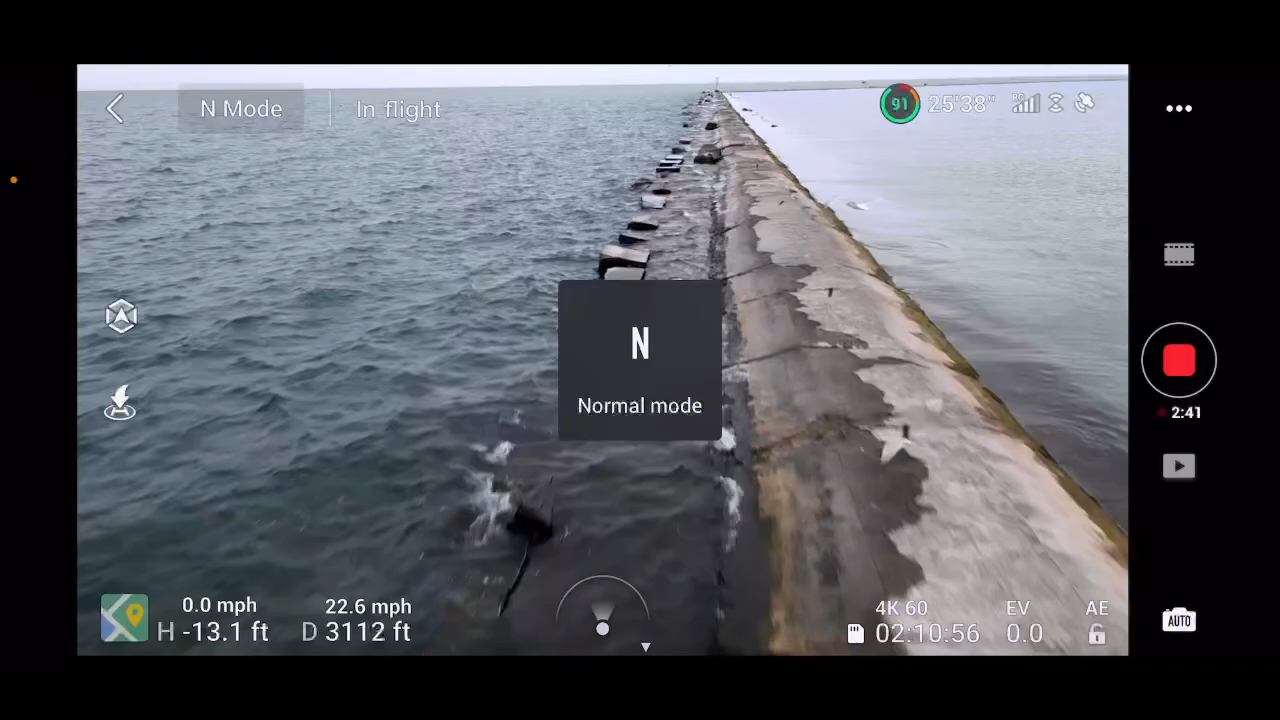 N Mode
In flight
91
25'38"
RC
N
Normal mode
2:41
0.0 mph
22.6 mph
H -13.1 ft
D 3112 ft
4K 60
EV
AE
02:10:56
0.0
AUTO